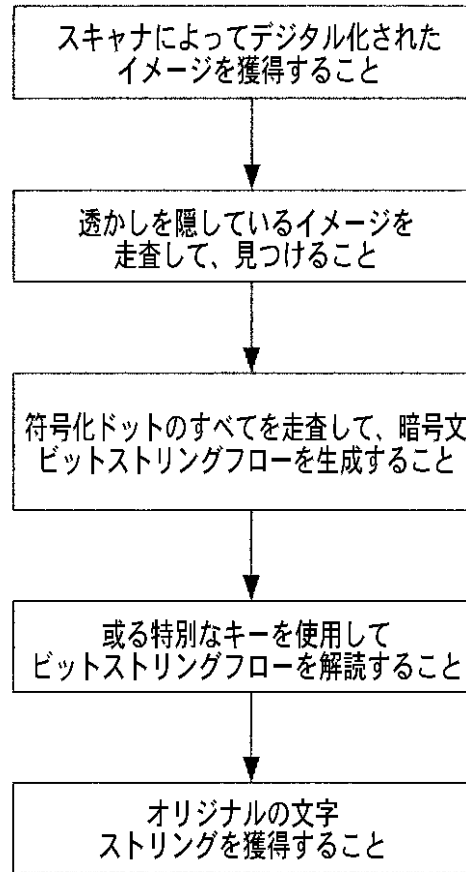 スキャナによってデジタル化された
イメージを獲得すること
透かしを隠しているイメージを
走査して、見つけること
符号化ドットのすべてを走査して、暗号文
ビットストリングフローを生成すること
或る特別なキーを使用して
ビットストリングフローを解読すること
オリジナルの文字
ストリングを獲得すること